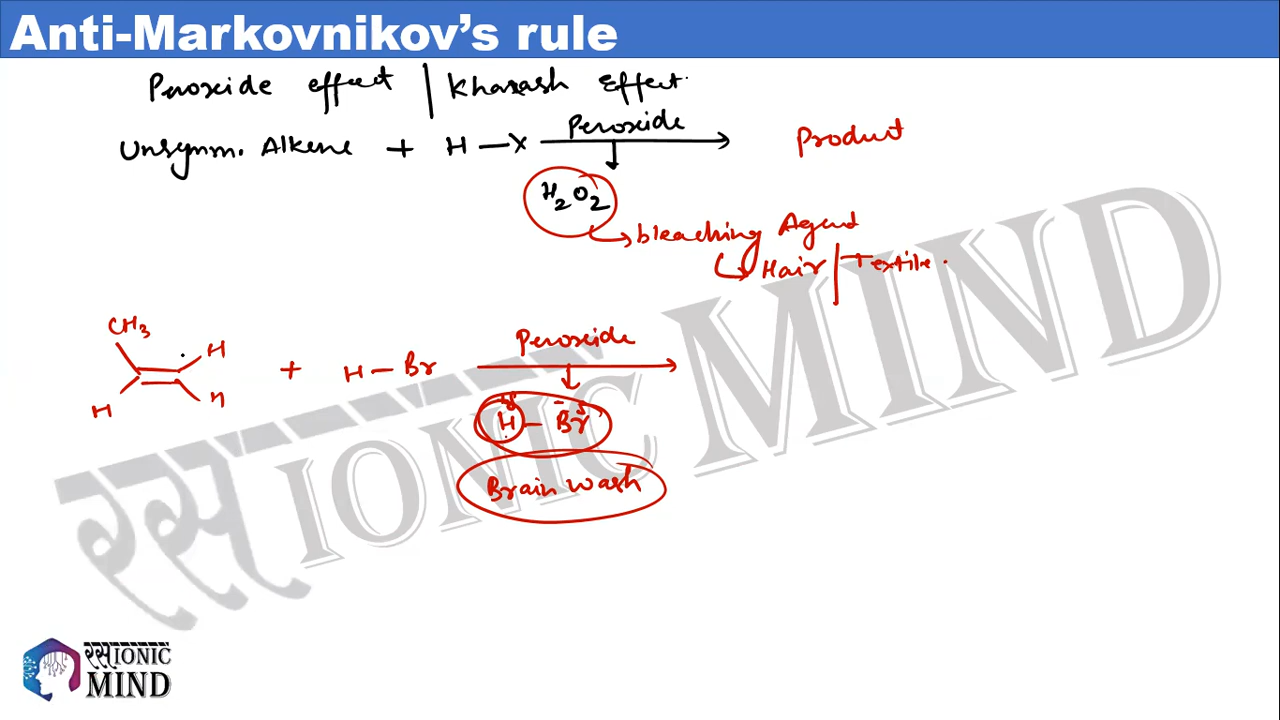 Anti-Markovnikov's rule
Peroxide effect | Kharash Effect
Unsymm. Alkene + H — X Peroxide → Product
H₂O₂
bleaching Agent
Hair | Textile.
CH₃
H
H
H
+ H — Br Peroxide →
H — Br
Brain wash
रसIONIC MIND
रसIONIC
MIND